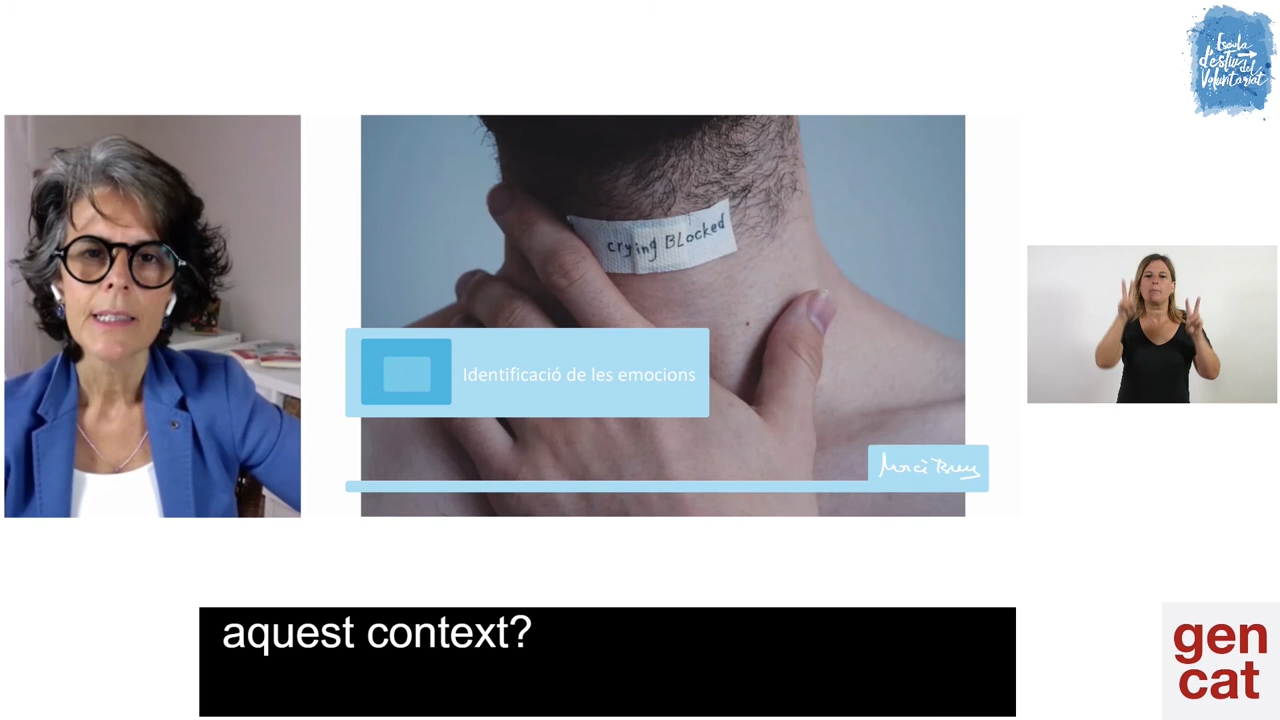 Escola
d'estiu del
Voluntariat
crying BLocked
Identificació de les emocions
aquest context?
gen
cat